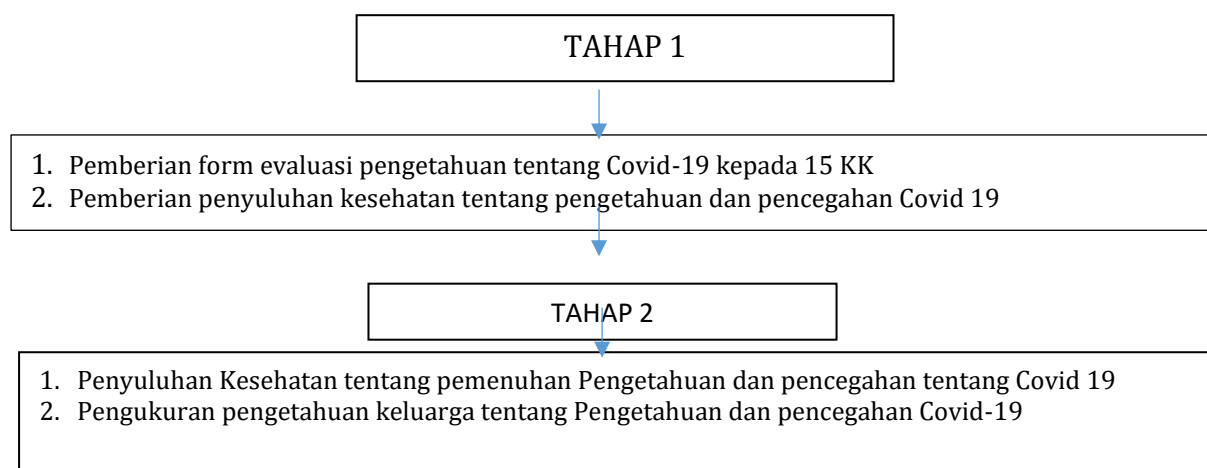 TAHAP 1
1. Pemberian form evaluasi pengetahuan tentang Covid-19 kepada 15 KK
2. Pemberian penyuluhan kesehatan tentang pengetahuan dan pencegahan Covid 19
TAHAP 2
1. Penyuluhan Kesehatan tentang pemenuhan Pengetahuan dan pencegahan tentang Covid 19
2. Pengukuran pengetahuan keluarga tentang Pengetahuan dan pencegahan Covid-19